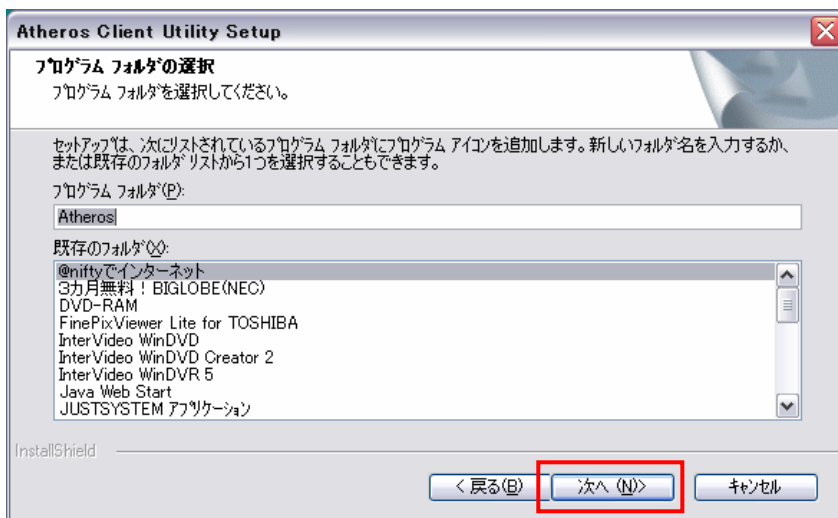 Atheros Client Utility Setup
プログラム フォルダの選択
プログラム フォルダを選択してください。
セットアップは、次にリストされているプログラム フォルダにプログラム アイコンを追加します。新しいフォルダ名を入力するか、
または既存のフォルダ リストから1つを選択することもできます。
プログラム フォルダ(P):
Atheros
既存のフォルダ(X):
@niftyでインターネット
3カ月無料！BIGLOBE(NEC)
DVD-RAM
FinePixViewer Lite for TOSHIBA
InterVideo WinDVD
InterVideo WinDVD Creator 2
InterVideo WinDVR 5
Java Web Start
JUSTSYSTEM アプリケーション
InstallShield
< 戻る(B)
次へ (N)>
キャンセル